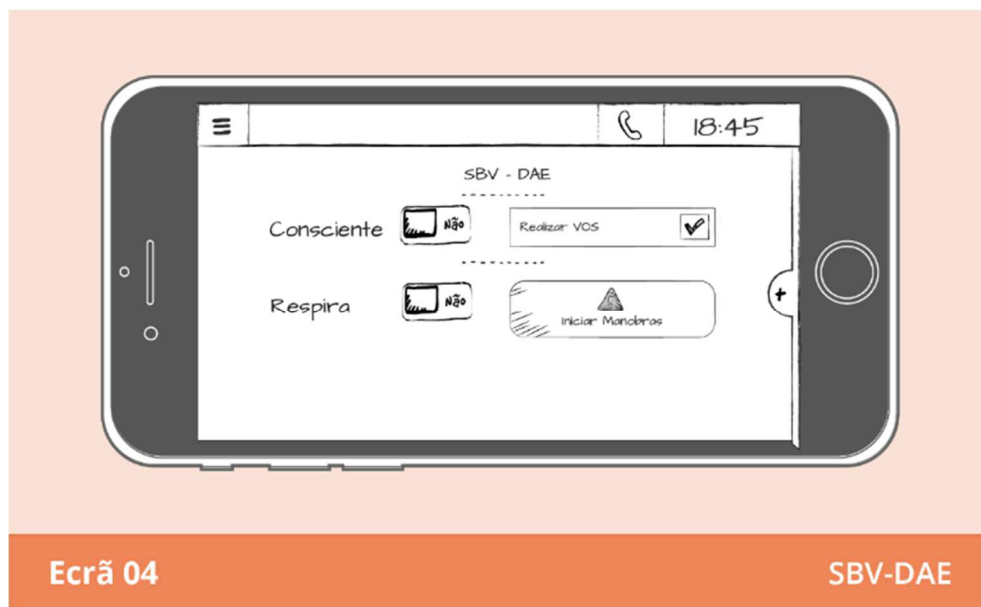 18:45
SBV - DAE
Consciente Não Realizar VOS
Respira Não Iniciar Manobras
Ecrã 04 SBV-DAE